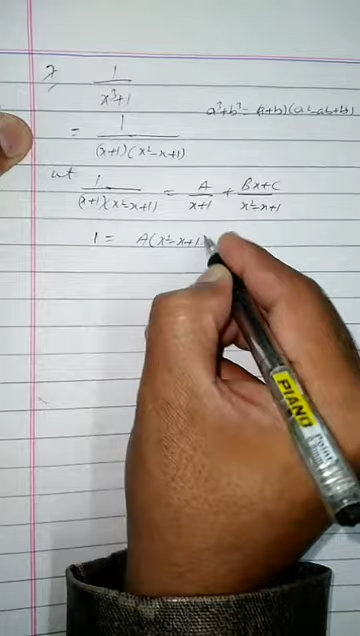 7, 1/(x³+1)
a³+b³ = (a+b)(a²-ab+b²)
= 1/((x+1)(x²-x+1))
let 1/((x+1)(x²-x+1)) = A/(x+1) + (Bx+C)/(x²-x+1)
1 = A(x²-x+1)
PIANO
Point